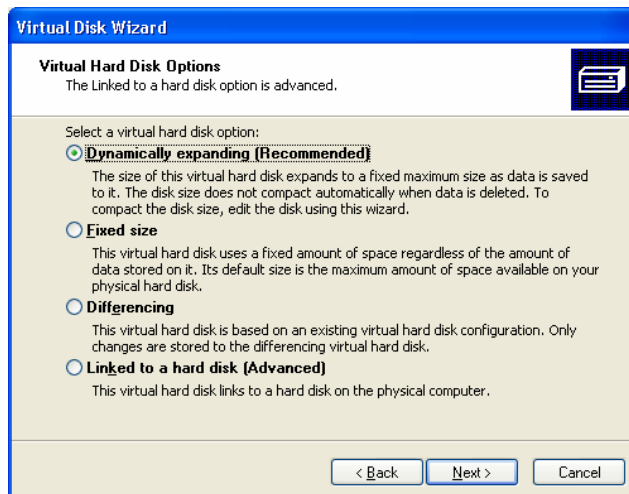 Virtual Disk Wizard
Virtual Hard Disk Options
The Linked to a hard disk option is advanced.
Select a virtual hard disk option:
Dynamically expanding (Recommended)
The size of this virtual hard disk expands to a fixed maximum size as data is saved
to it. The disk size does not compact automatically when data is deleted. To
compact the disk size, edit the disk using this wizard.
Fixed size
This virtual hard disk uses a fixed amount of space regardless of the amount of
data stored on it. Its default size is the maximum amount of space available on your
physical hard disk.
Differencing
This virtual hard disk is based on an existing virtual hard disk configuration. Only
changes are stored to the differencing virtual hard disk.
Linked to a hard disk (Advanced)
This virtual hard disk links to a hard disk on the physical computer.
< Back Next > Cancel